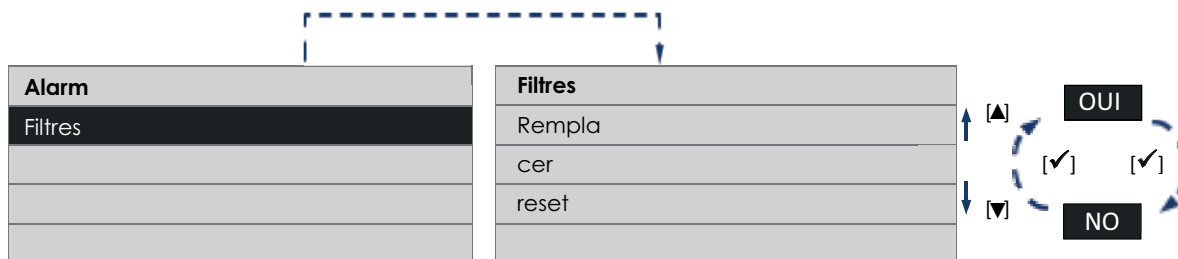 Alarm
Filtres
Filtres
Rempla
cer
reset
[▲]
[▼]
OUI
[✓] [✓]
NO